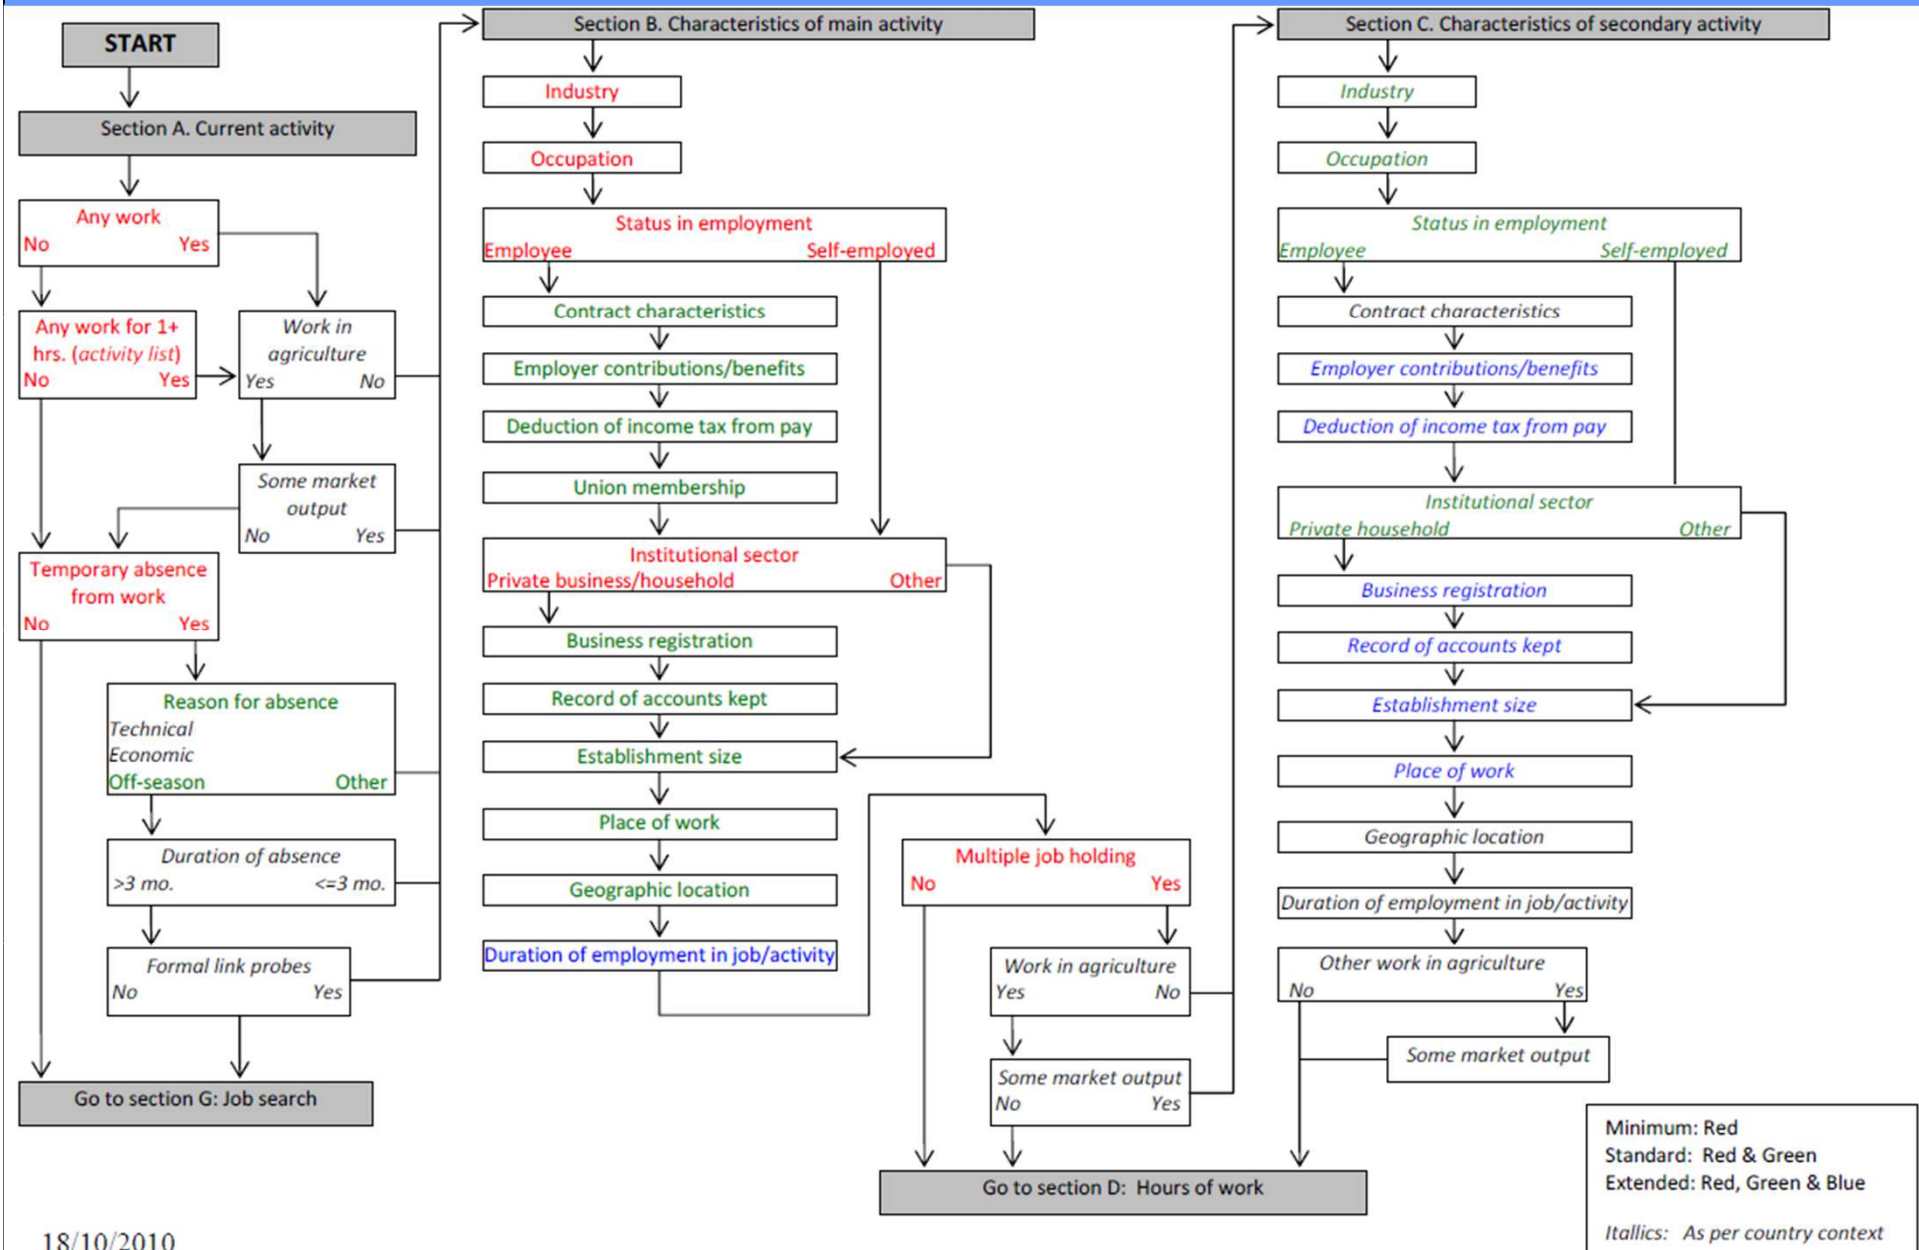 START
Section A. Current activity
Any work
No Yes
Any work for 1+
hrs. (activity list)
No Yes
Work in
agriculture
Yes No
Some market
output
No Yes
Temporary absence
from work
No Yes
Reason for absence
Technical
Economic
Off-season Other
Duration of absence
>3 mo. <=3 mo.
Formal link probes
No Yes
Go to section G: Job search
18/10/2010
Section B. Characteristics of main activity
Industry
Occupation
Status in employment
Employee Self-employed
Contract characteristics
Employer contributions/benefits
Deduction of income tax from pay
Union membership
Institutional sector
Private business/household Other
Business registration
Record of accounts kept
Establishment size
Place of work
Geographic location
Duration of employment in job/activity
Multiple job holding
No Yes
Work in agriculture
Yes No
Some market output
No Yes
Go to section D: Hours of work
Section C. Characteristics of secondary activity
Industry
Occupation
Status in employment
Employee Self-employed
Contract characteristics
Employer contributions/benefits
Deduction of income tax from pay
Institutional sector
Private household Other
Business registration
Record of accounts kept
Establishment size
Place of work
Geographic location
Duration of employment in job/activity
Other work in agriculture
No Yes
Some market output
Minimum: Red
Standard: Red & Green
Extended: Red, Green & Blue
Itallics: As per country context